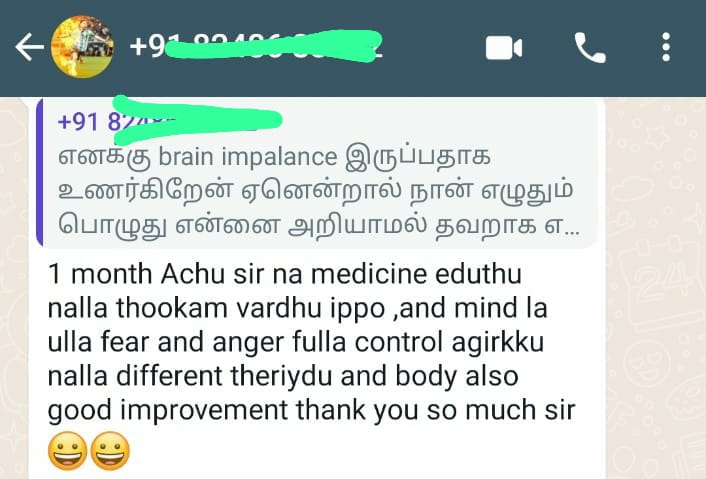 +91
+91
எனக்கு brain impalance இருப்பதாக
உணர்கிறேன் ஏனென்றால் நான் எழுதும்
பொழுது என்னை அறியாமல் தவறாக எ...
1 month Achu sir na medicine eduthu
nalla thookam vardhu ippo ,and mind la
ulla fear and anger fulla control agirkku
nalla different theriydu and body also
good improvement thank you so much sir
😀😀